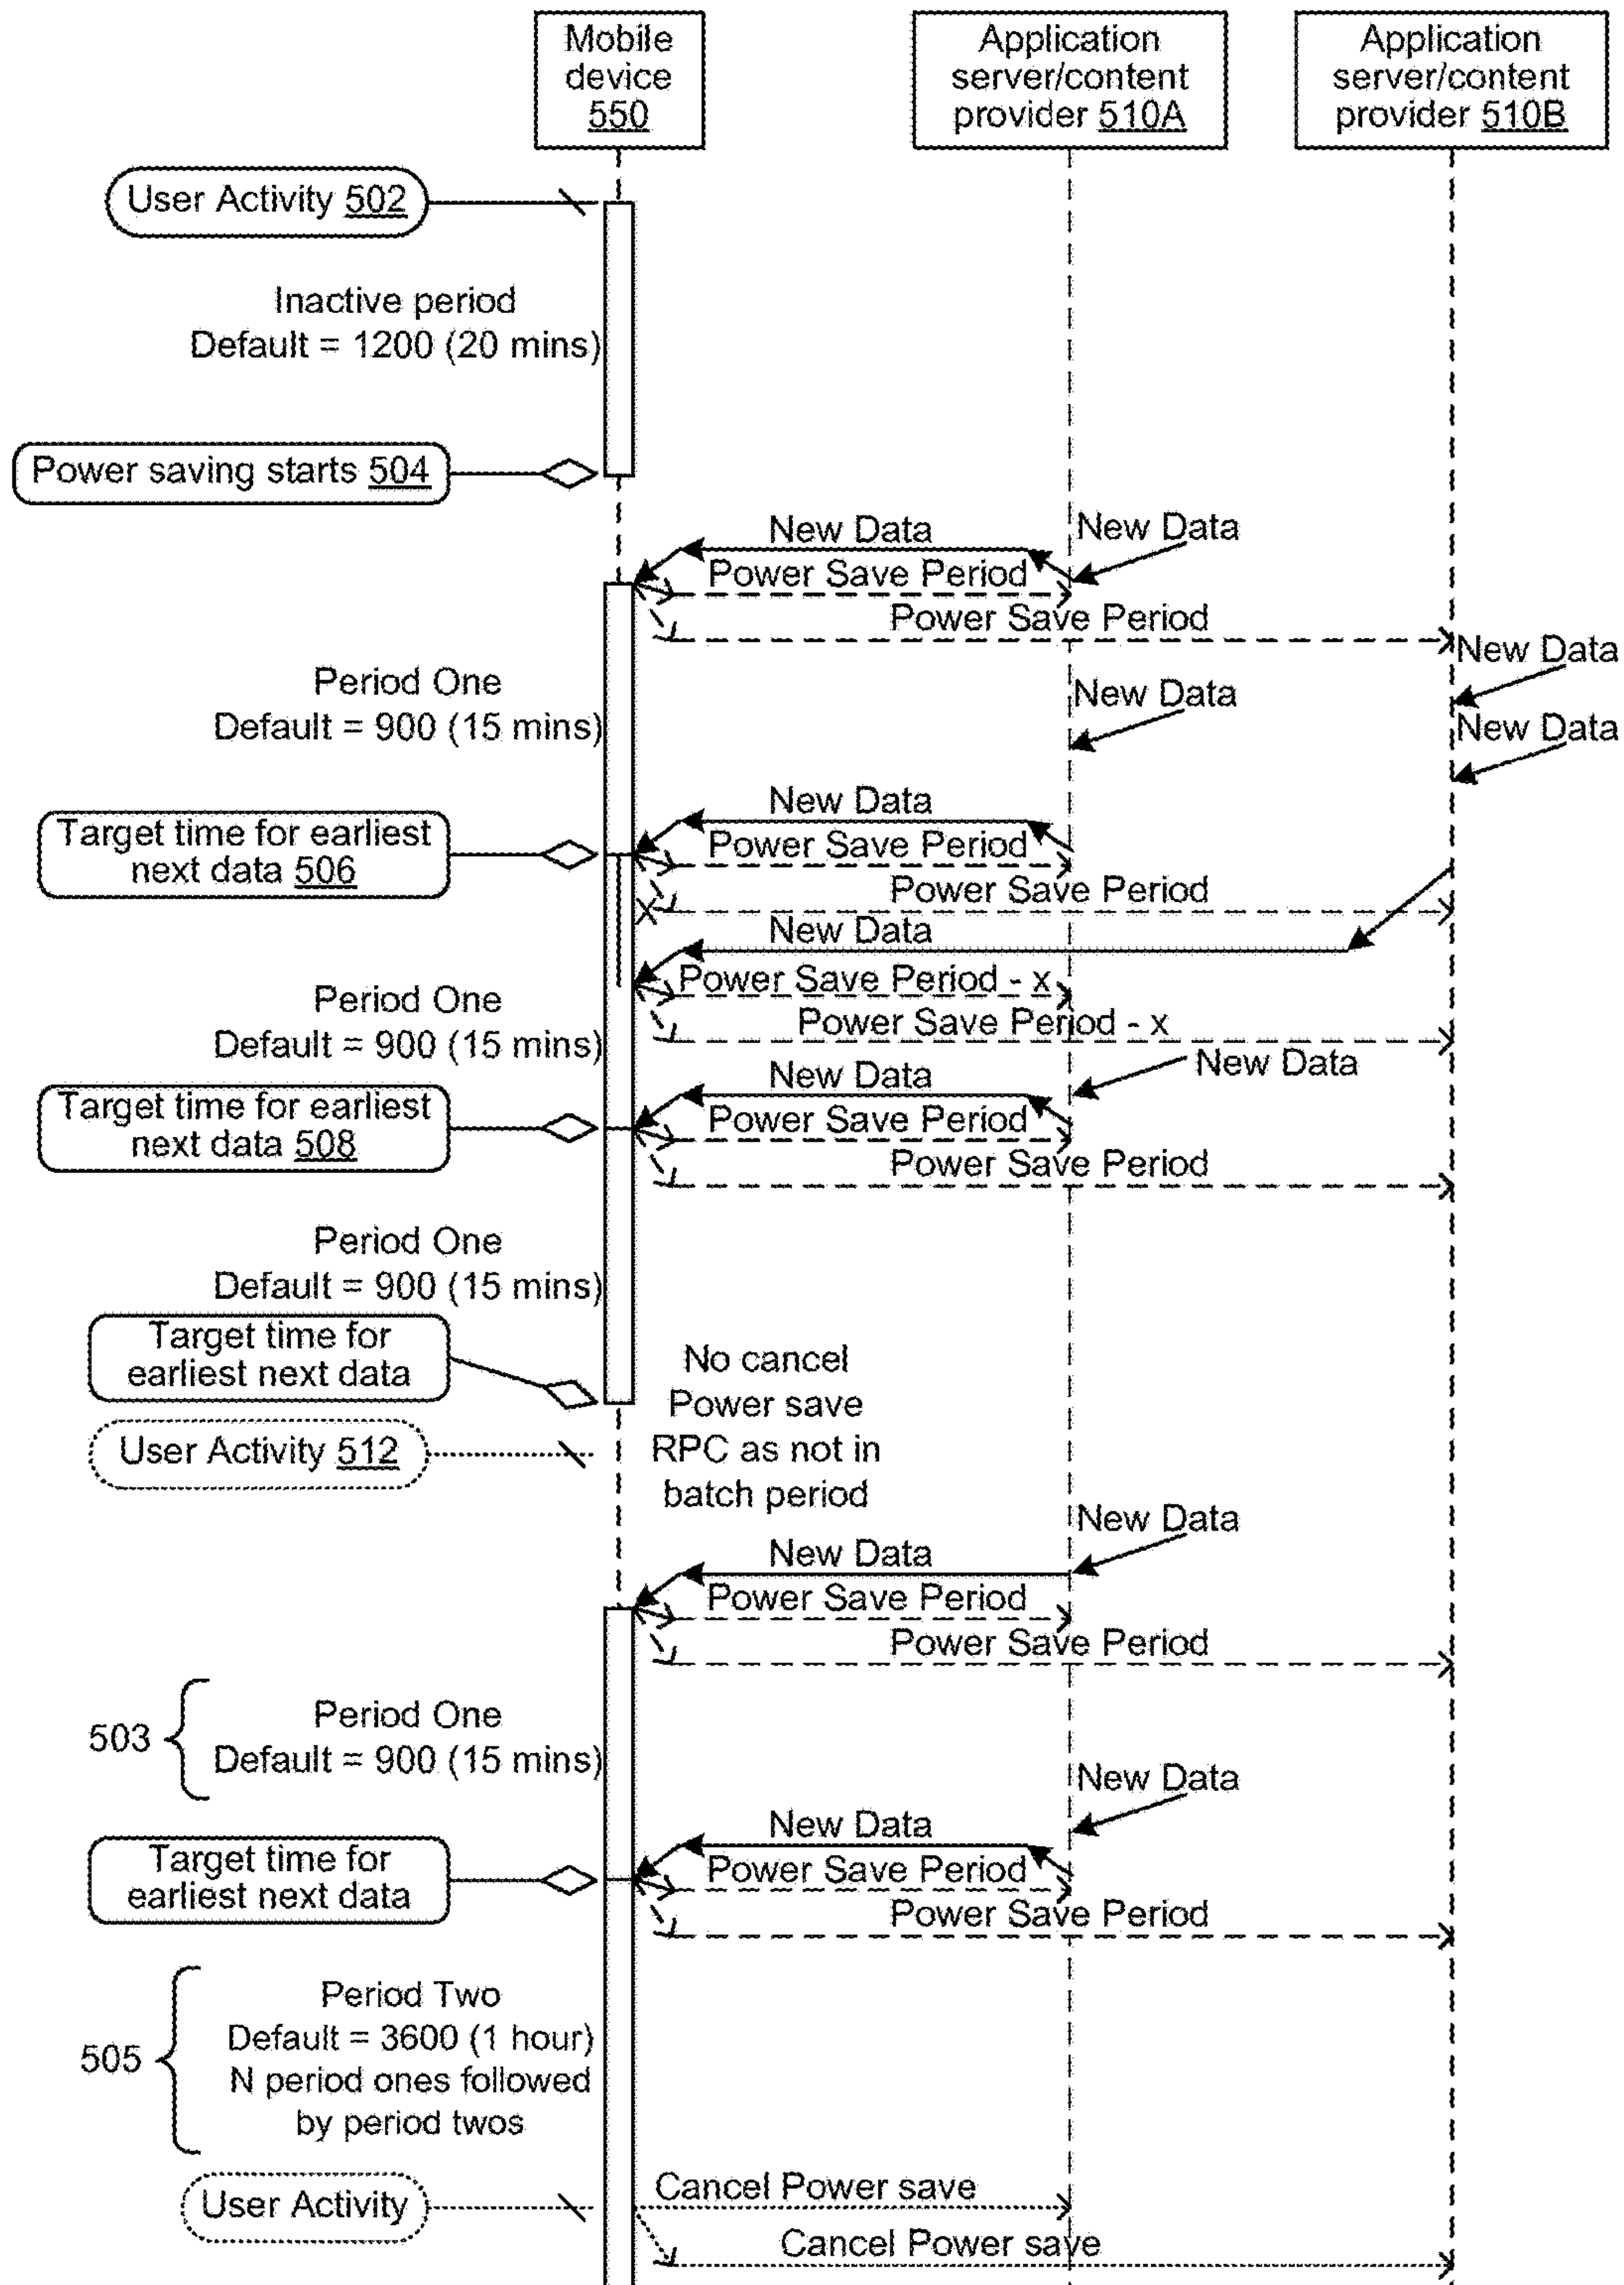 Mobile
device
550
Application
server/content
provider 510A
Application
server/content
provider 510B
User Activity 502
Inactive period
Default = 1200 (20 mins)
Power saving starts 504
New Data
New Data
Power Save Period
Power Save Period
New Data
Period One
New Data
Default = 900 (15 mins)
New Data
New Data
Target time for earliest
next data 506
Power Save Period
Power Save Period
X
New Data
Power Save Period - x
Period One
Default = 900 (15 mins)
Power Save Period - x
New Data
New Data
Target time for earliest
next data 508
Power Save Period
Power Save Period
Period One
Default = 900 (15 mins)
Target time for
earliest next data
No cancel
Power save
RPC as not in
batch period
User Activity 512
New Data
New Data
Power Save Period
Power Save Period
503
Period One
Default = 900 (15 mins)
New Data
New Data
Target time for
earliest next data
Power Save Period
Power Save Period
505
Period Two
Default = 3600 (1 hour)
N period ones followed
by period twos
User Activity
Cancel Power save
Cancel Power save